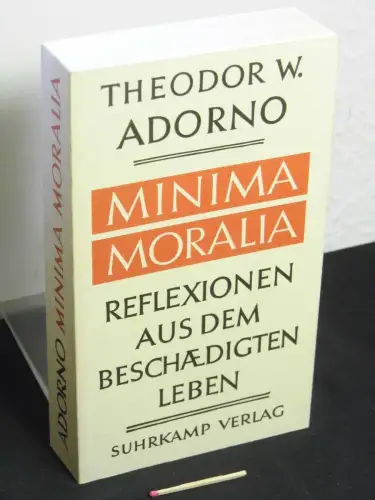 THEODOR W.
ADORNO
MINIMA
MORALIA
REFLEXIONEN
AUS DEM
BESCHÆDIGTEN
LEBEN
SUHRKAMP VERLAG
ADORNO MINIMA MORALIA